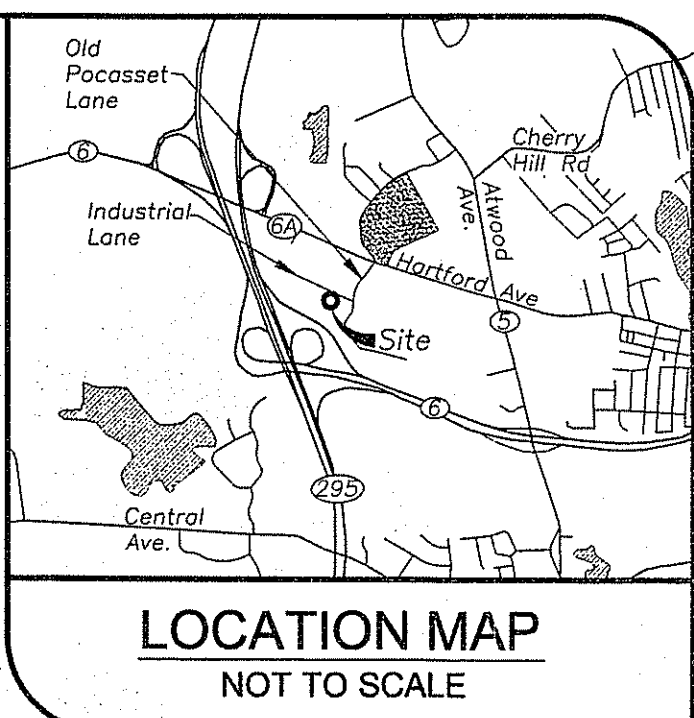 Old
Pocasset
Lane
6
Cherry
Hill Rd
Industrial
Lane
6A
Atwood
Ave.
Hartford Ave
5
Site
6
295
Central
Ave.
LOCATION MAP
NOT TO SCALE